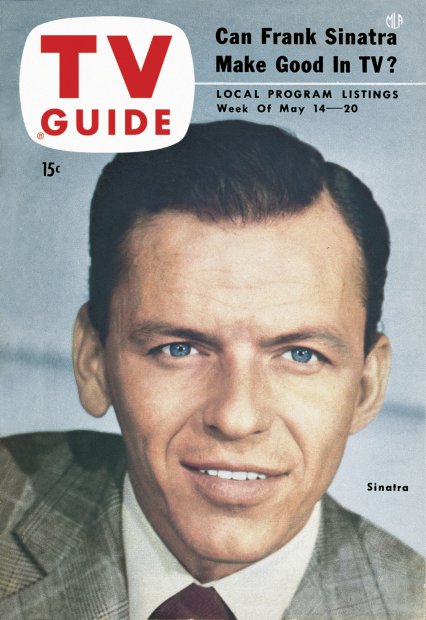 MLA
TV
GUIDE
®
Can Frank Sinatra
Make Good In TV?
LOCAL PROGRAM LISTINGS
Week Of May 14—20
15¢
Sinatra